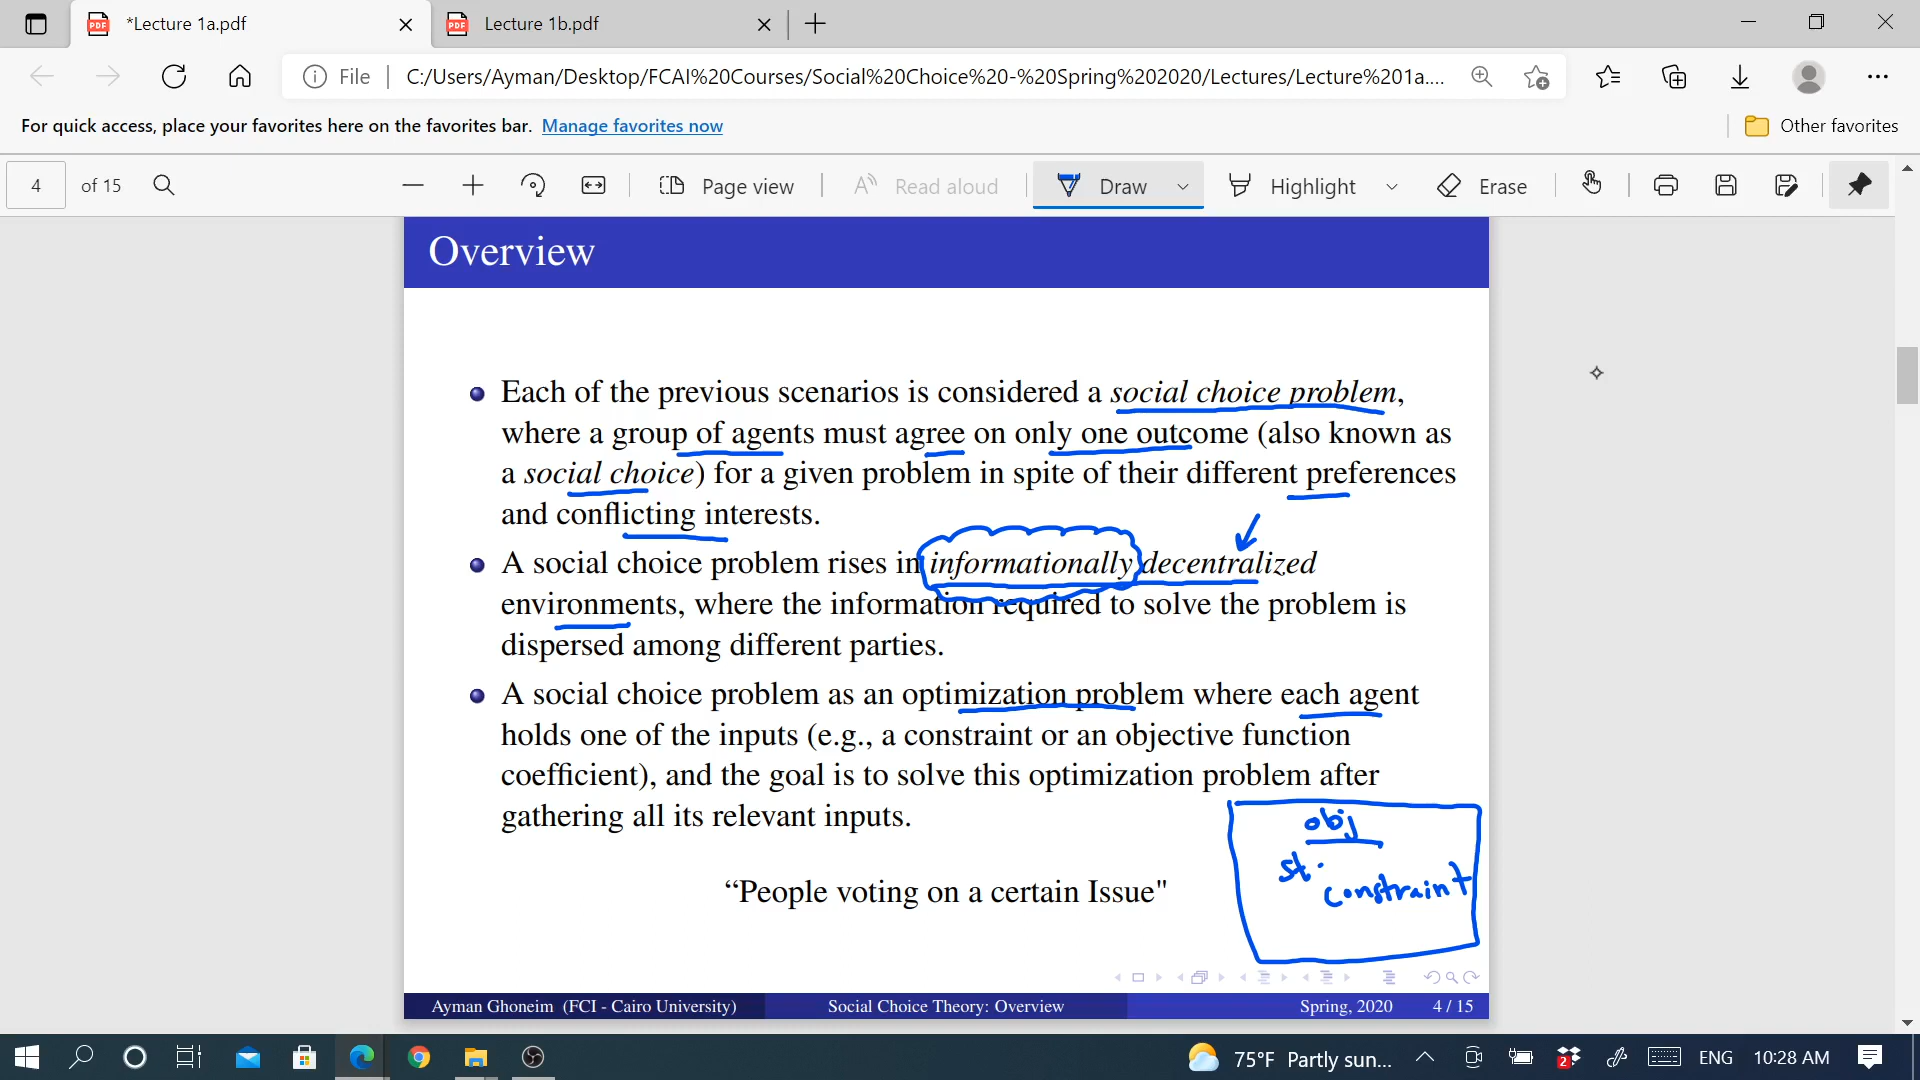 *Lecture 1a.pdf
Lecture 1b.pdf
File
C:/Users/Ayman/Desktop/FCAI%20Courses/Social%20Choice%20-%20Spring%202020/Lectures/Lecture%201a....
For quick access, place your favorites here on the favorites bar. Manage favorites now
Other favorites
4 of 15
Page view
Read aloud
Draw
Highlight
Erase
Overview
Each of the previous scenarios is considered a social choice problem,
where a group of agents must agree on only one outcome (also known as
a social choice) for a given problem in spite of their different preferences
and conflicting interests.
A social choice problem rises in informationally decentralized
environments, where the information required to solve the problem is
dispersed among different parties.
A social choice problem as an optimization problem where each agent
holds one of the inputs (e.g., a constraint or an objective function
coefficient), and the goal is to solve this optimization problem after
gathering all its relevant inputs.
obj
st.
constraint
“People voting on a certain Issue"
Ayman Ghoneim (FCI - Cairo University)
Social Choice Theory: Overview
Spring, 2020
4 / 15
75°F Partly sun...
2
ENG
10:28 AM